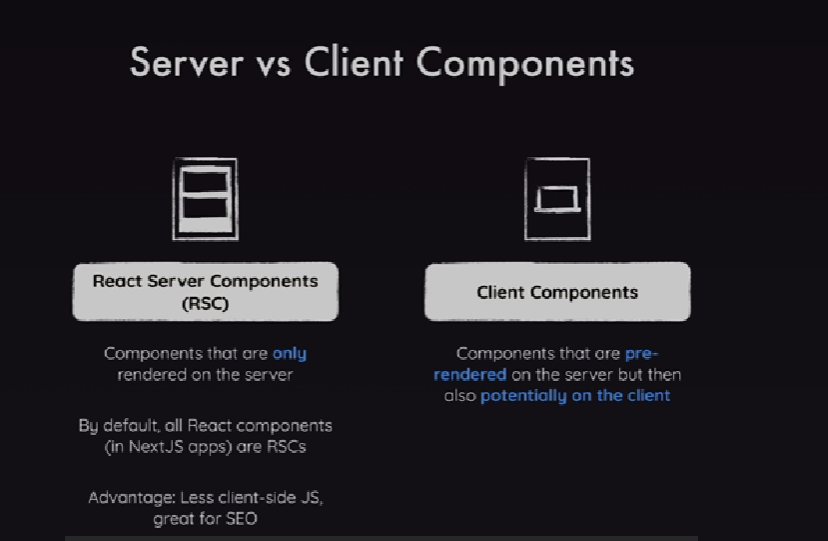 Server vs Client Components
React Server Components
(RSC)
Components that are only
rendered on the server
By default, all React components
(in NextJS apps) are RSCs
Advantage: Less client-side JS,
great for SEO
Client Components
Components that are pre-
rendered on the server but then
also potentially on the client